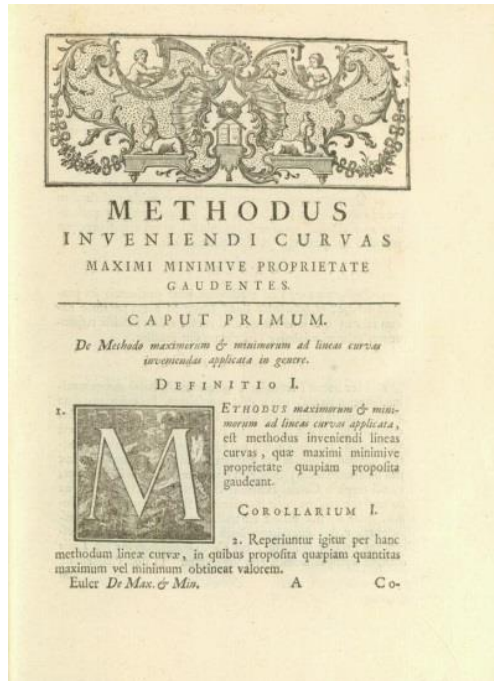 METHODUS
INVENIENDI CURVAS
MAXIMI MINIMIVE PROPRIETATE
GAUDENTES.
CAPUT PRIMUM.
De Methodo maximorum & minimorum ad lineas curvas
inveniendas applicata in genere.
DEFINITIO I.
1. METHODUS maximorum & mini-
morum ad lineas curvas applicata,
est methodus inveniendi lineas
curvas, quæ maximi minimive
proprietate quapiam proposita
gaudeant.
COROLLARIUM I.
2. Reperiuntur igitur per hanc
methodum lineæ curvæ, in quibus proposita quæpiam quantitas
maximum vel minimum obtineat valorem.
Euler De Max. & Min. A Co-